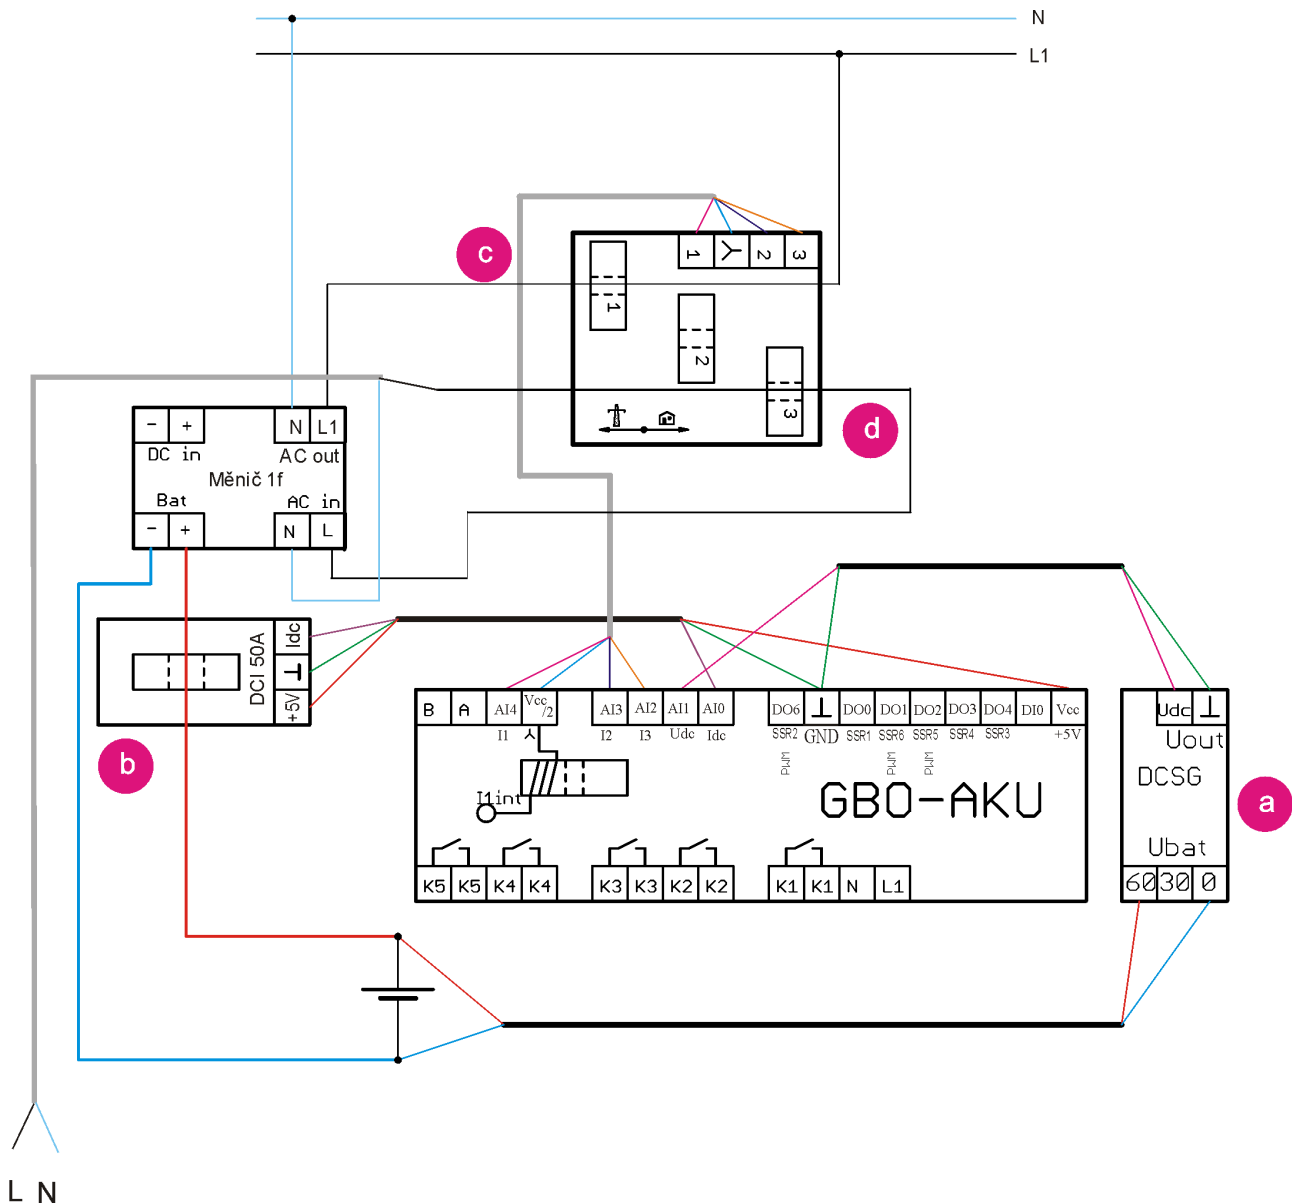 N
L1
c
1 Y 2 3
1
2
3
d
- + N L1
DC in AC out
Měnič 1f
Bat AC in
- + N L
DCI 50A
Idc
⊥
+5V
b
B A AI4 Vcc/2 AI3 AI2 AI1 AI0 DO6 ⊥ DO0 DO1 DO2 DO3 DO4 DI0 Vcc
I1 Y I2 I3 Udc Idc SSR2 GND SSR1 SSR6 SSR5 SSR4 SSR3 +5V
PWM PWM PWM
I1int
GBO-AKU
K5 K5 K4 K4 K3 K3 K2 K2 K1 K1 N L1
Udc ⊥
Uout
DCSG
a
Ubat
60 30 0
L N